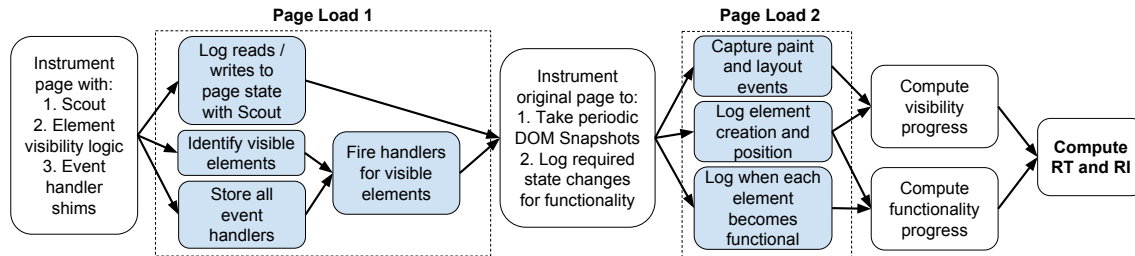 Page Load 1
Page Load 2
Instrument
page with:
1. Scout
2. Element
visibility logic
3. Event
handler
shims
Log reads /
writes to
page state
with Scout
Identify visible
elements
Store all
event
handlers
Fire handlers
for visible
elements
Instrument
original page to:
1. Take periodic
DOM Snapshots
2. Log required
state changes
for functionality
Capture paint
and layout
events
Log element
creation and
position
Log when each
element
becomes
functional
Compute
visibility
progress
Compute
functionality
progress
Compute
RT and RI